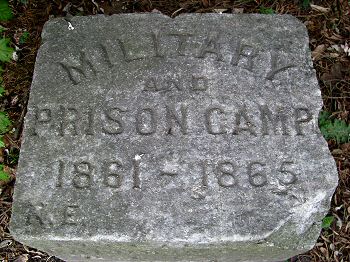 MILITARY
AND
PRISON CAMP
1861 - 1865